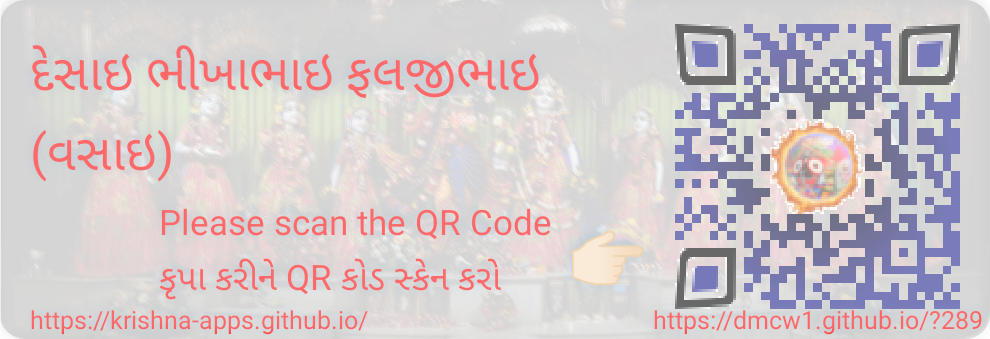 દેસાઇ ભીખાભાઇ ફલજીભાઇ
(વસાઇ)
Please scan the QR Code
કૃપા કરીને QR કોડ સ્કેન કરો
https://krishna-apps.github.io/
https://dmcw1.github.io/?289